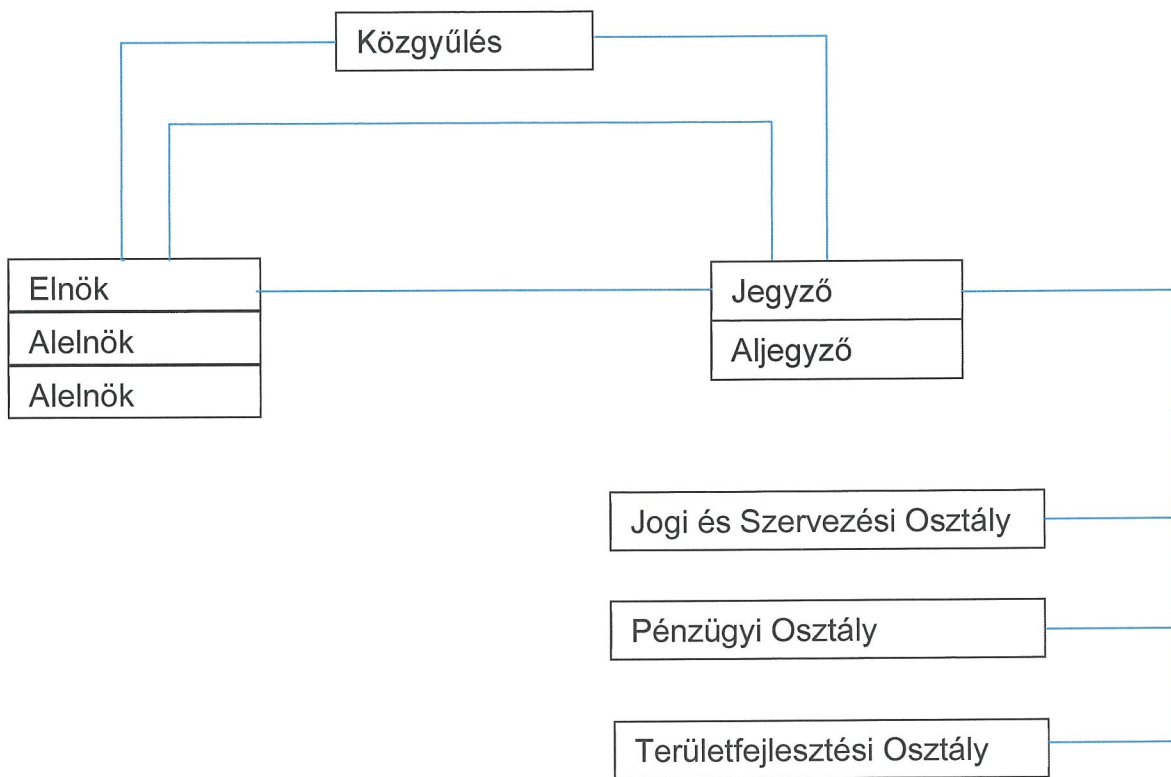 Közgyűlés
Elnök
Alelnök
Alelnök
Jegyző
Aljegyző
Jogi és Szervezési Osztály
Pénzügyi Osztály
Területfejlesztési Osztály